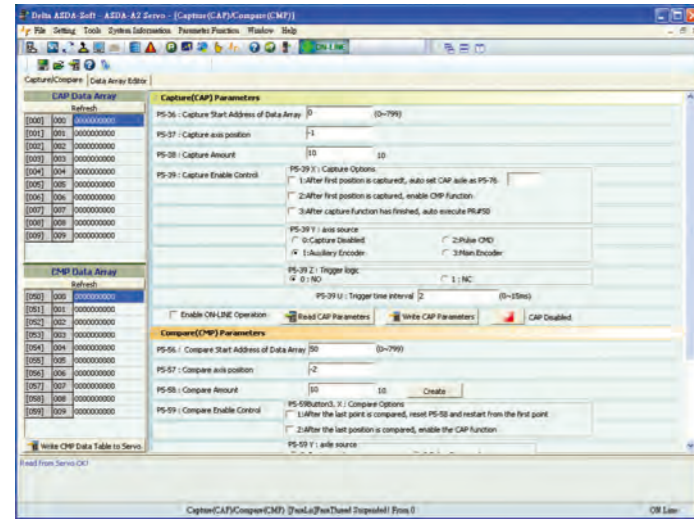 Delta ASDA-Soft - ASDA-A2 Servo - [Capture(CAP)/Compare(CMP)]
File Setting Tools System Information Parameter Function Window Help
ON LINE
Capture/Compare Data Array Editor
CAP Data Array
Refresh
[000] 000 0000000000
[001] 001 0000000000
[002] 002 0000000000
[003] 003 0000000000
[004] 004 0000000000
[005] 005 0000000000
[006] 006 0000000000
[007] 007 0000000000
[008] 008 0000000000
[009] 009 0000000000
CMP Data Array
Refresh
[050] 000 0000000000
[051] 001 0000000000
[052] 002 0000000000
[053] 003 0000000000
[054] 004 0000000000
[055] 005 0000000000
[056] 006 0000000000
[057] 007 0000000000
[058] 008 0000000000
[059] 009 0000000000
Write CMP Data Table to Servo
Capture(CAP) Parameters
P5-36 : Capture Start Address of Data Array 0 (0~799)
P5-37 : Capture axis position -1
P5-38 : Capture Amount 10 10
P5-39 : Capture Enable Control
P5-39 X : Capture Options
1:After first position is captured, auto set CAP axle as P5-76
2:After first position is captured, enable CMP function
3:After capture function has finished, auto execute PR#50
P5-39 Y : axis source
0:Capture Disabled 2:Pulse CMD
1:Auxiliary Encoder 3:Main Encoder
P5-39 Z : Trigger logic
0 : NO 1 : NC
P5-39 U : Trigger time interval 2 (0~15ms)
Enable ON-LINE Operation Read CAP Parameters Write CAP Parameters CAP Disabled
Compare(CMP) Parameters
P5-56 : Compare Start Address of Data Array 50 (0~799)
P5-57 : Compare axis position -2
P5-58 : Compare Amount 10 10 Create
P5-59 : Compare Enable Control
P5-59Button3, X : Compare Options
1:After the last point is compared, reset P5-58 and restart from the first point
2:After the last position is compared, enable the CAP function
P5-59 Y : axle source
Read from Servo OK!
Capture(CAP)/Compare(CMP) From 0 ON Line